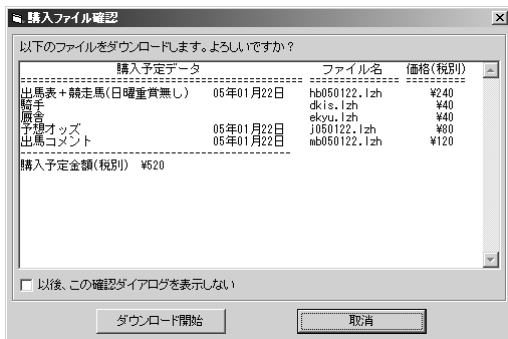 購入ファイル確認
以下のファイルをダウンロードします。よろしいですか？
購入予定データ ファイル名 価格(税別)
出馬表＋競走馬(日曜重賞無し) 05年01月22日 hb050122.lzh ¥240
騎手 dkis.lzh ¥40
厩舎 ekyu.lzh ¥40
予想オッズ 05年01月22日 j050122.lzh ¥80
出馬コメント 05年01月22日 mb050122.lzh ¥120
購入予定金額(税別) ¥520
以後、この確認ダイアログを表示しない
ダウンロード開始 取消